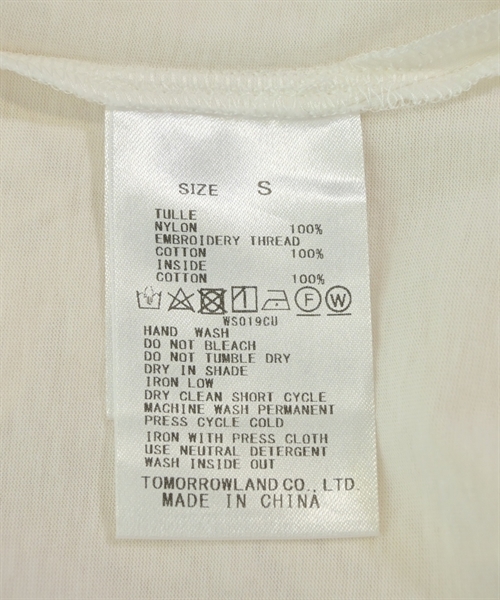 SIZE S
TULLE
NYLON 100%
EMBROIDERY THREAD
COTTON 100%
INSIDE
COTTON 100%
F W
WS019CU
HAND WASH
DO NOT BLEACH
DO NOT TUMBLE DRY
DRY IN SHADE
IRON LOW
DRY CLEAN SHORT CYCLE
MACHINE WASH PERMANENT
PRESS CYCLE COLD
IRON WITH PRESS CLOTH
USE NEUTRAL DETERGENT
WASH INSIDE OUT
TOMORROWLAND CO., LTD.
MADE IN CHINA